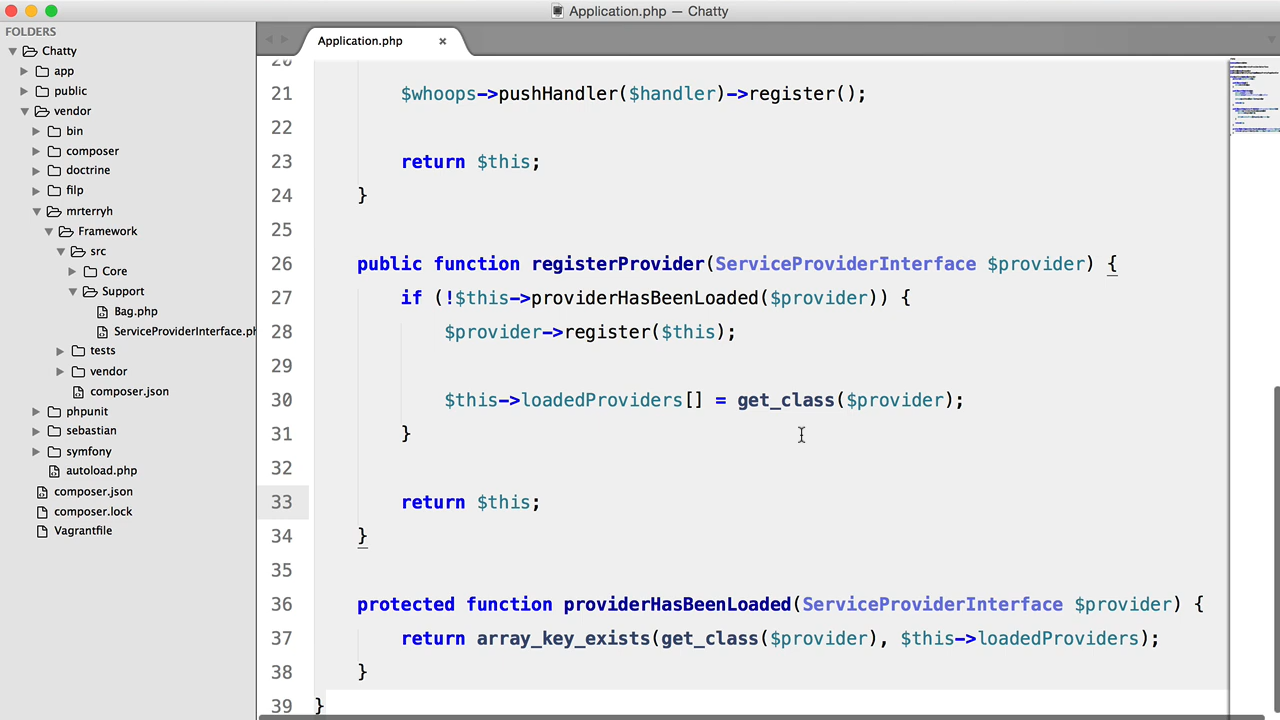 Application.php — Chatty
FOLDERS
Chatty
app
public
vendor
bin
composer
doctrine
filp
mrterryh
Framework
src
Core
Support
Bag.php
ServiceProviderInterface.ph
tests
vendor
composer.json
phpunit
sebastian
symfony
autoload.php
composer.json
composer.lock
Vagrantfile
Application.php
20
21 $whoops->pushHandler($handler)->register();
22
23 return $this;
24 }
25
26 public function registerProvider(ServiceProviderInterface $provider) {
27 if (!$this->providerHasBeenLoaded($provider)) {
28 $provider->register($this);
29
30 $this->loadedProviders[] = get_class($provider);
31 }
32
33 return $this;
34 }
35
36 protected function providerHasBeenLoaded(ServiceProviderInterface $provider) {
37 return array_key_exists(get_class($provider), $this->loadedProviders);
38 }
39 }